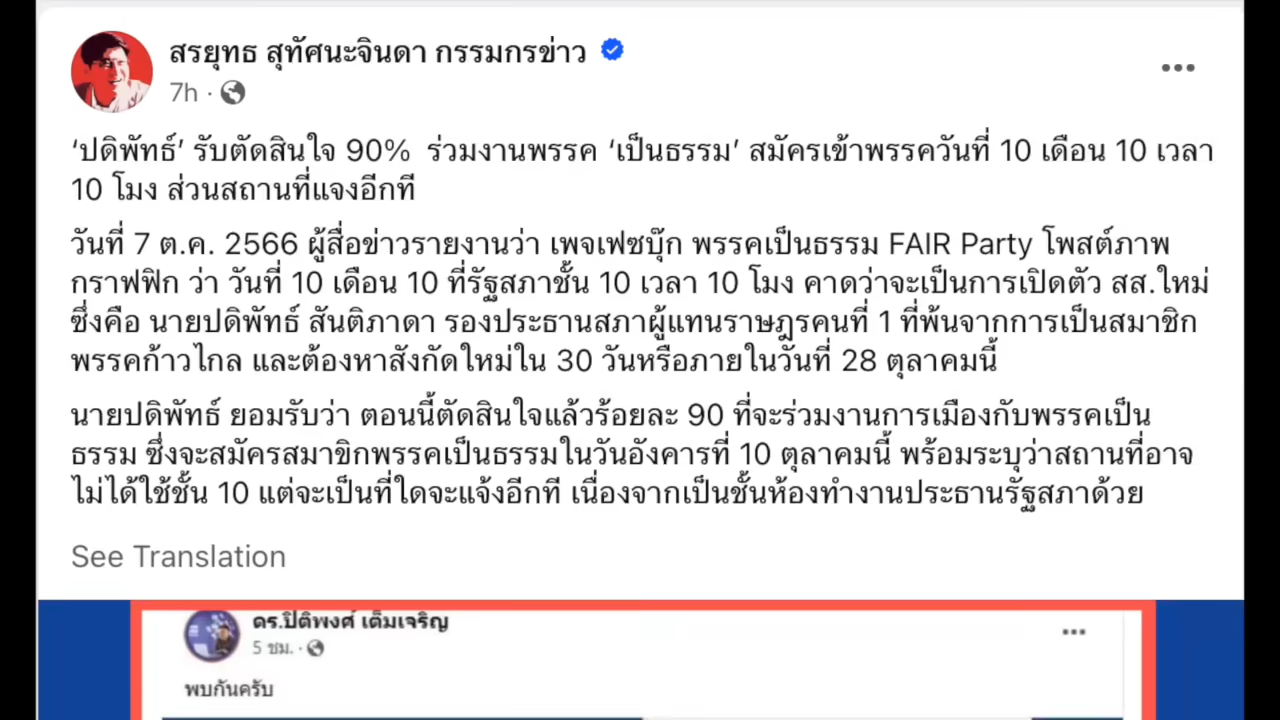 สรยุทธ สุทัศนะจินดา กรรมกรข่าว
7h ·
‘ปดิพัทธ์’ รับตัดสินใจ 90% ร่วมงานพรรค ‘เป็นธรรม’ สมัครเข้าพรรควันที่ 10 เดือน 10 เวลา
10 โมง ส่วนสถานที่แจงอีกที
วันที่ 7 ต.ค. 2566 ผู้สื่อข่าวรายงานว่า เพจเฟซบุ๊ก พรรคเป็นธรรม FAIR Party โพสต์ภาพ
กราฟฟิก ว่า วันที่ 10 เดือน 10 ที่รัฐสภาชั้น 10 เวลา 10 โมง คาดว่าจะเป็นการเปิดตัว สส.ใหม่
ซึ่งคือ นายปดิพัทธ์ สันติภาดา รองประธานสภาผู้แทนราษฎรคนที่ 1 ที่พ้นจากการเป็นสมาชิก
พรรคก้าวไกล และต้องหาสังกัดใหม่ใน 30 วันหรือภายในวันที่ 28 ตุลาคมนี้
นายปดิพัทธ์ ยอมรับว่า ตอนนี้ตัดสินใจแล้วร้อยละ 90 ที่จะร่วมงานการเมืองกับพรรคเป็น
ธรรม ซึ่งจะสมัครสมาขิกพรรคเป็นธรรมในวันอังคารที่ 10 ตุลาคมนี้ พร้อมระบุว่าสถานที่อาจ
ไม่ได้ใช้ชั้น 10 แต่จะเป็นที่ใดจะแจ้งอีกที เนื่องจากเป็นชั้นห้องทำงานประธานรัฐสภาด้วย
See Translation
ดร.ปิติพงศ์ เต็มเจริญ
5 ชม. ·
พบกันครับ